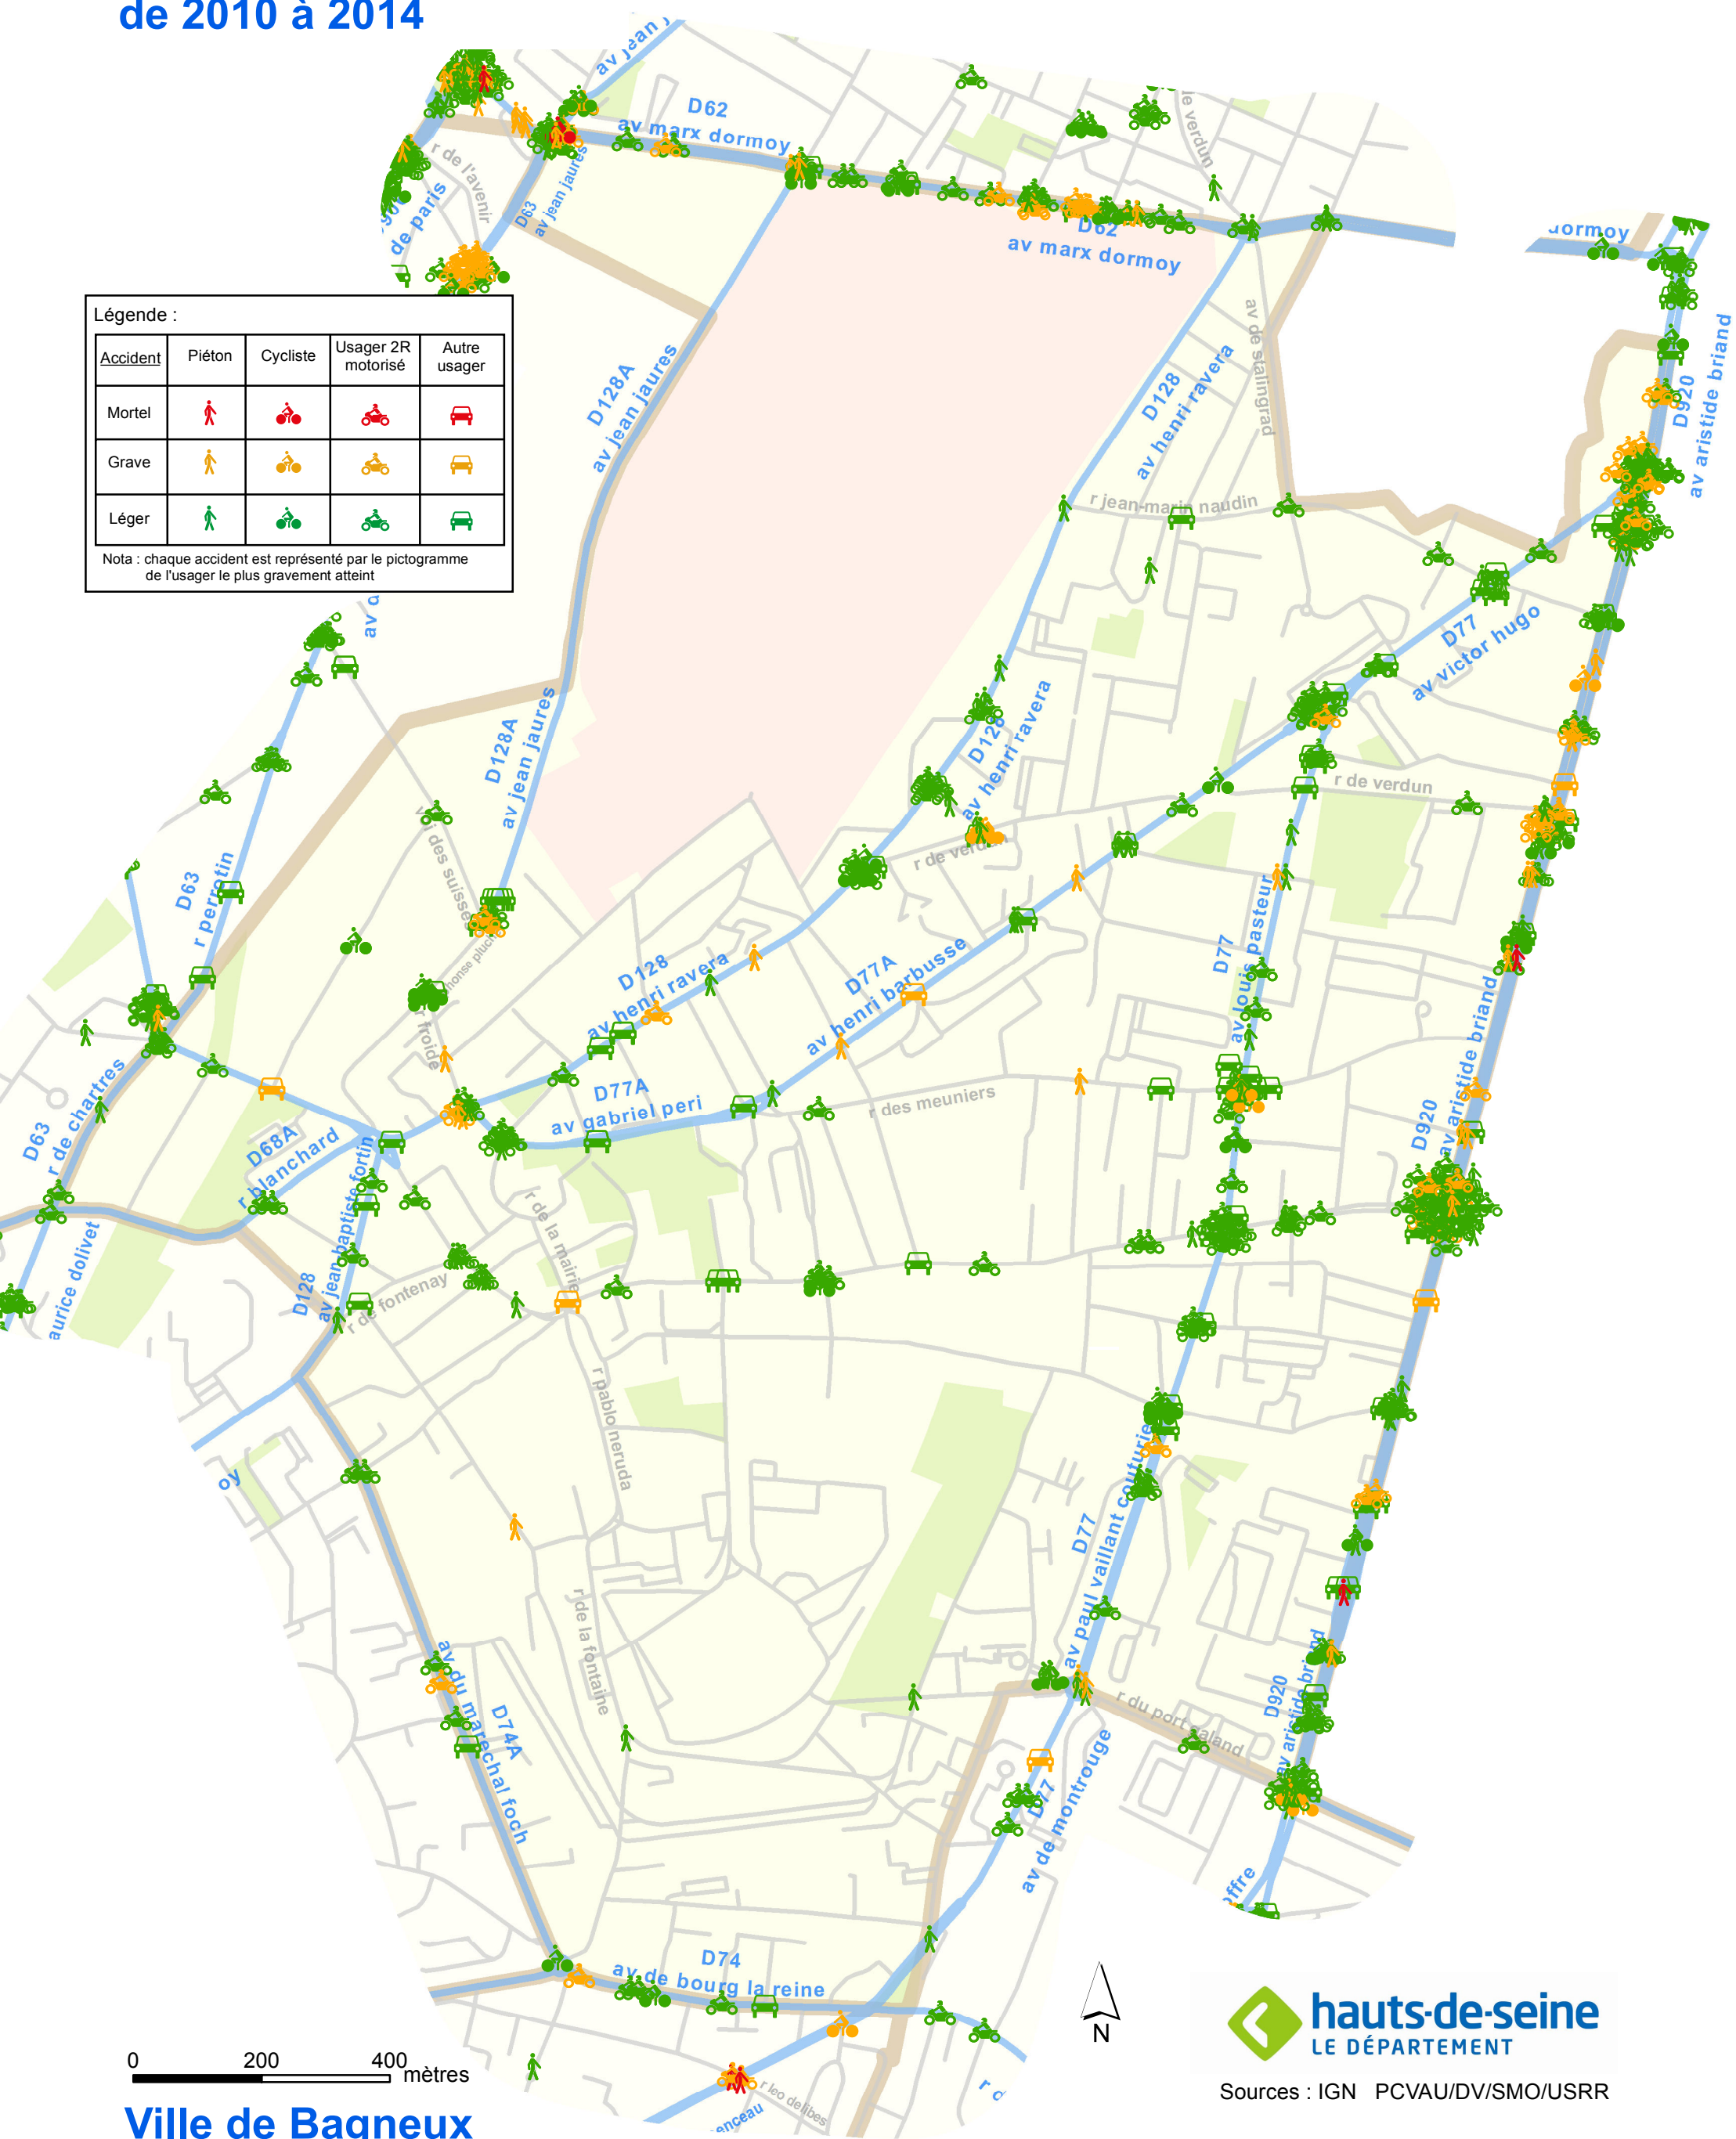 de 2010 à 2014
av jean j
D62
av marx dormoy
r de verdun
r de l'avenir
D63
av jean jaures
de paris
D62
av marx dormoy
dormoy
Légende :
Accident
Piéton
Cycliste
Usager 2R
motorisé
Autre
usager
Mortel
Grave
Léger
Nota : chaque accident est représenté par le pictogramme
de l'usager le plus gravement atteint
D128A
av jean jaures
D128
av henri ravera
av de stalingrad
D920
av aristide briand
r jean-marin naudin
D77
av victor hugo
av d
D128A
av jean jaures
D128
av henri ravera
r de verdun
r de verdun
D63
r perrotin
des suisses
D77
av louis pasteur
D128
av henri ravera
D77A
av henri barbusse
r froide
D77A
av gabriel peri
r des meuniers
D920
av aristide briand
D63
r de chartres
D68A
r blanchard
D128
av jean baptiste fortin
r de la mairie
r de fontenay
aurice dolivet
r pablo neruda
oy
D77
av paul vaillant couturier
r de la fontaine
D74A
av du marechal foch
r du port galand
D920
av aristide briand
D77
av de montrouge
offre
D74
av de bourg la reine
r leo delibes
enceau
r d
N
0 200 400 mètres
hauts-de-seine
LE DÉPARTEMENT
Sources : IGN PCVAU/DV/SMO/USRR
Ville de Bagneux